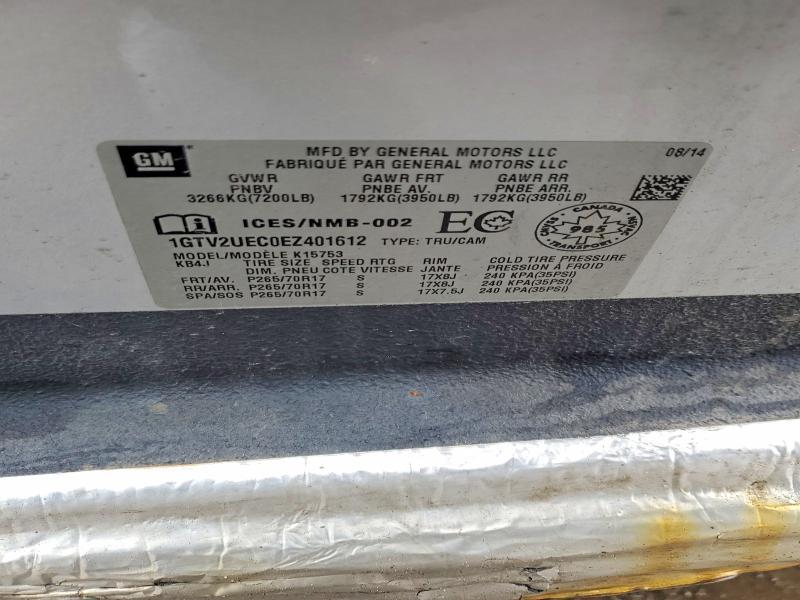 GM
MFD BY GENERAL MOTORS LLC
08/14
FABRIQUÉ PAR GENERAL MOTORS LLC
GVWR GAWR FRT GAWR RR
PNBV PNBE AV. PNBE ARR.
3266KG(7200LB) 1792KG(3950LB) 1792KG(3950LB)
i ICES/NMB-002 EC
CANADA
985
TRANSPORT
1GTV2UEC0EZ401612 TYPE: TRU/CAM
MODEL/MODÈLE K15753
KB4J TIRE SIZE SPEED RTG RIM COLD TIRE PRESSURE
DIM. PNEU COTE VITESSE JANTE PRESSION À FROID
FRT/AV. P265/70R17 S 17X8J 240 KPA(35PSI)
RR/ARR. P265/70R17 S 17X8J 240 KPA(35PSI)
SPA/SOS P265/70R17 S 17X7.5J 240 KPA(35PSI)